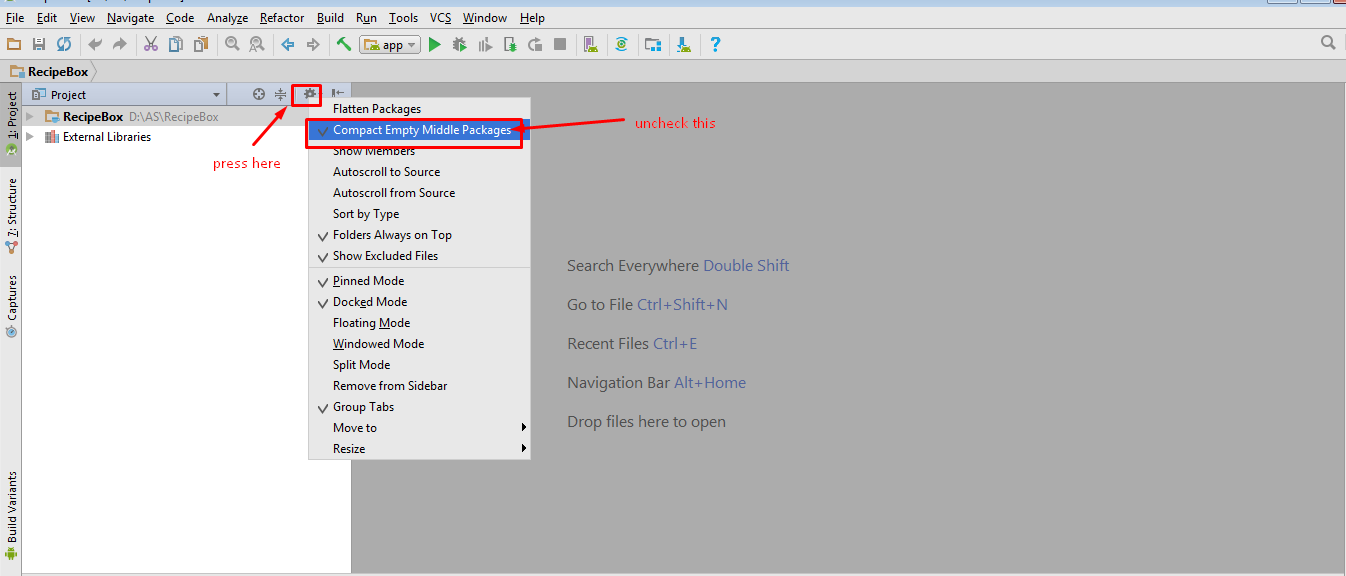 File Edit View Navigate Code Analyze Refactor Build Run Tools VCS Window Help
app
RecipeBox
1: Project
7: Structure
Captures
Build Variants
Project
RecipeBox D:\AS\RecipeBox
External Libraries
press here
Flatten Packages
Compact Empty Middle Packages
uncheck this
Show Members
Autoscroll to Source
Autoscroll from Source
Sort by Type
Folders Always on Top
Show Excluded Files
Pinned Mode
Docked Mode
Floating Mode
Windowed Mode
Split Mode
Remove from Sidebar
Group Tabs
Move to
Resize
Search Everywhere Double Shift
Go to File Ctrl+Shift+N
Recent Files Ctrl+E
Navigation Bar Alt+Home
Drop files here to open